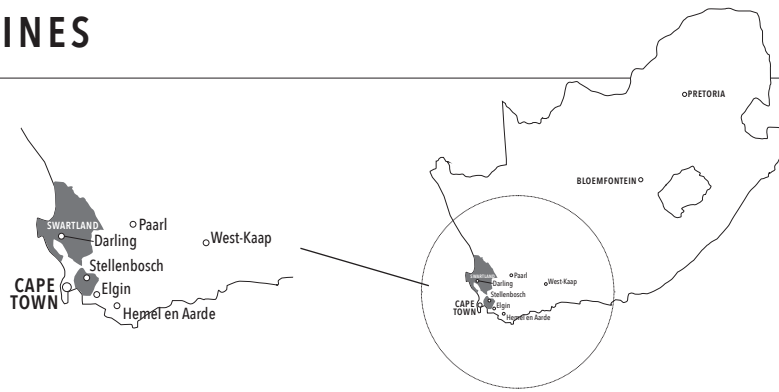 INES
PRETORIA
BLOEMFONTEIN
SWARTLAND
Paarl
Darling
West-Kaap
Stellenbosch
CAPE
TOWN
Elgin
Hemel en Aarde
SWARTLAND
Paarl
Darling
West-Kaap
Stellenbosch
CAPE
TOWN
Elgin
Hemel en Aarde